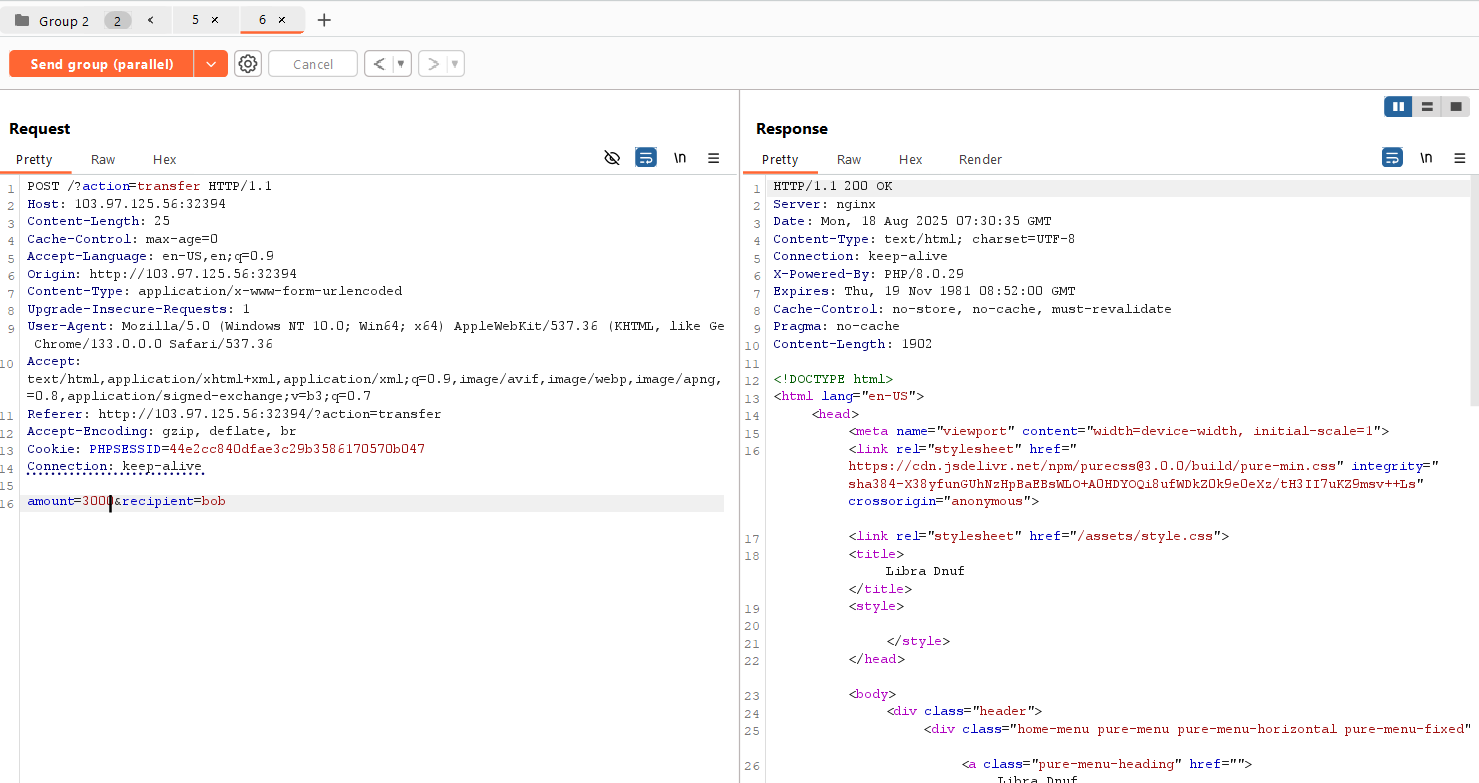 Group 2 2 < 5 × 6 × +
Send group (parallel) Cancel < >
Request
Pretty Raw Hex \n
1 POST /?action=transfer HTTP/1.1
2 Host: 103.97.125.56:32394
3 Content-Length: 25
4 Cache-Control: max-age=0
5 Accept-Language: en-US,en;q=0.9
6 Origin: http://103.97.125.56:32394
7 Content-Type: application/x-www-form-urlencoded
8 Upgrade-Insecure-Requests: 1
9 User-Agent: Mozilla/5.0 (Windows NT 10.0; Win64; x64) AppleWebKit/537.36 (KHTML, like Ge
Chrome/133.0.0.0 Safari/537.36
10 Accept:
text/html,application/xhtml+xml,application/xml;q=0.9,image/avif,image/webp,image/apng,
=0.8,application/signed-exchange;v=b3;q=0.7
11 Referer: http://103.97.125.56:32394/?action=transfer
12 Accept-Encoding: gzip, deflate, br
13 Cookie: PHPSESSID=44e2cc840dfae3c29b3586170570b047
14 Connection: keep-alive
15
16 amount=3000&recipient=bob
Response
Pretty Raw Hex Render \n
1 HTTP/1.1 200 OK
2 Server: nginx
3 Date: Mon, 18 Aug 2025 07:30:35 GMT
4 Content-Type: text/html; charset=UTF-8
5 Connection: keep-alive
6 X-Powered-By: PHP/8.0.29
7 Expires: Thu, 19 Nov 1981 08:52:00 GMT
8 Cache-Control: no-store, no-cache, must-revalidate
9 Pragma: no-cache
10 Content-Length: 1902
11
12 <!DOCTYPE html>
13 <html lang="en-US">
14 <head>
15 <meta name="viewport" content="width=device-width, initial-scale=1">
16 <link rel="stylesheet" href="
https://cdn.jsdelivr.net/npm/purecss@3.0.0/build/pure-min.css" integrity="
sha384-X38yfunGUhNzHpBaEBsWLO+A0HDYOQi8ufWDkZ0k9e0eXz/tH3II7uKZ9msv++Ls"
crossorigin="anonymous">
17 <link rel="stylesheet" href="/assets/style.css">
18 <title>
Libra Dnuf
</title>
19 <style>
20
21 </style>
22 </head>
23 <body>
24 <div class="header">
25 <div class="home-menu pure-menu pure-menu-horizontal pure-menu-fixed"
26 <a class="pure-menu-heading" href="">
Libra Dnuf